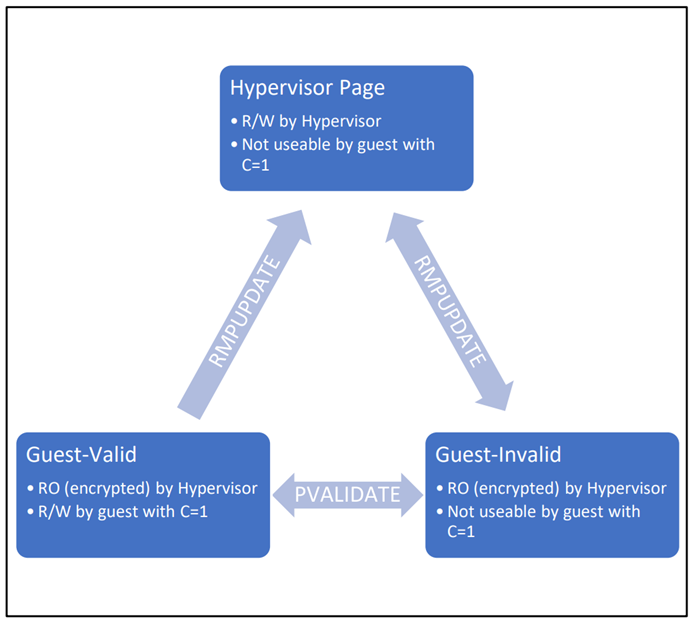 Hypervisor Page
• R/W by Hypervisor
• Not useable by guest with
C=1
RMPUPDATE
RMPUPDATE
Guest-Valid
• RO (encrypted) by Hypervisor
• R/W by guest with C=1
PVALIDATE
Guest-Invalid
• RO (encrypted) by Hypervisor
• Not useable by guest with
C=1